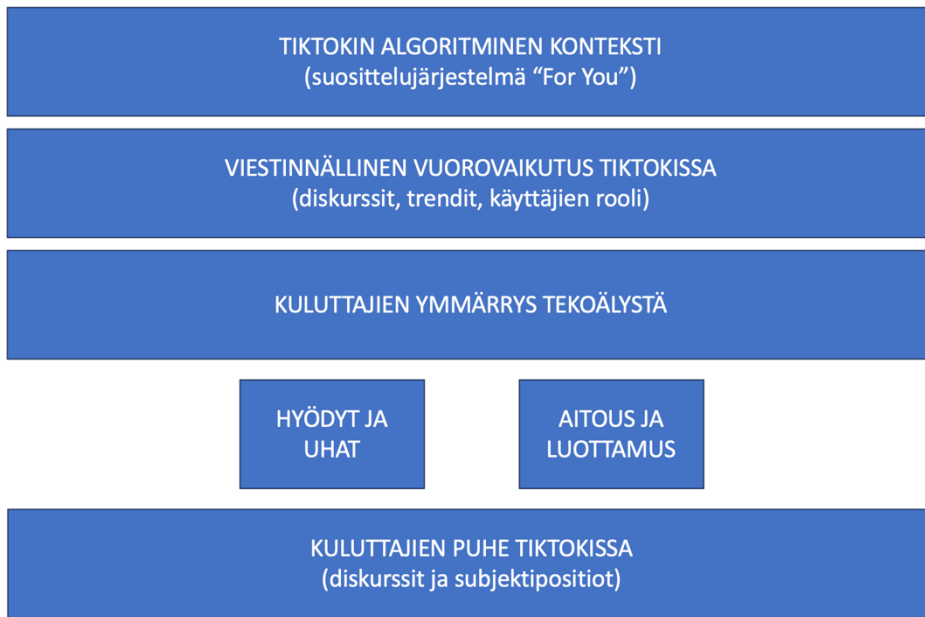 TIKTOKIN ALGORITMINEN KONTEKSTI
(suosittelujärjestelmä “For You”)
VIESTINNÄLLINEN VUOROVAIKUTUS TIKTOKISSA
(diskurssit, trendit, käyttäjien rooli)
KULUTTAJIEN YMMÄRRYS TEKOÄLYSTÄ
HYÖDYT JA
UHAT
AITOUS JA
LUOTTAMUS
KULUTTAJIEN PUHE TIKTOKISSA
(diskurssit ja subjektipositiot)